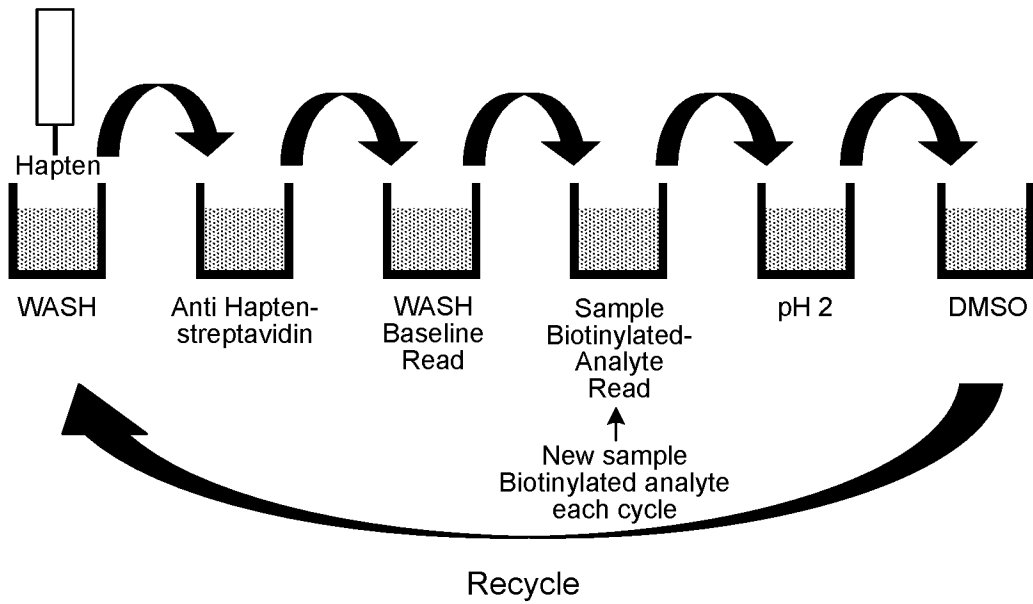 Hapten
WASH
Anti Hapten-
streptavidin
WASH
Baseline
Read
Sample
Biotinylated-
Analyte
Read
pH 2
DMSO
New sample
Biotinylated analyte
each cycle
Recycle